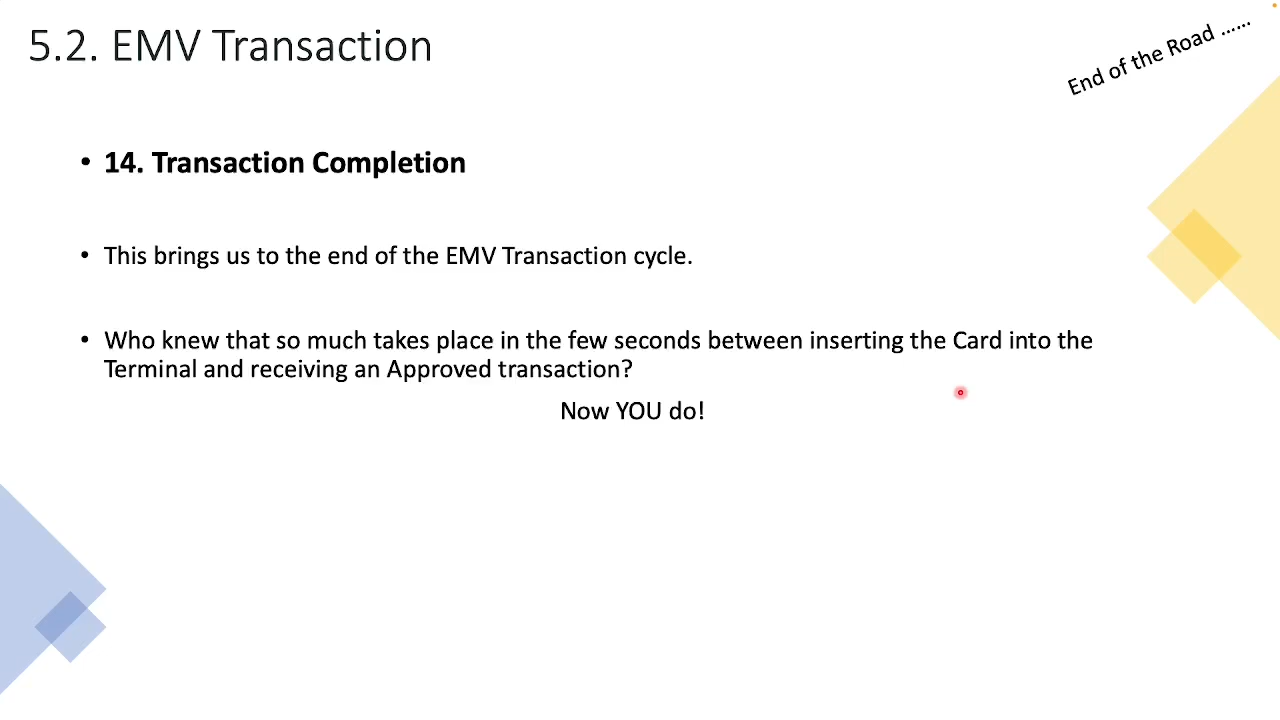 5.2. EMV Transaction
End of the Road ......
• 14. Transaction Completion
• This brings us to the end of the EMV Transaction cycle.
• Who knew that so much takes place in the few seconds between inserting the Card into the
Terminal and receiving an Approved transaction?
Now YOU do!